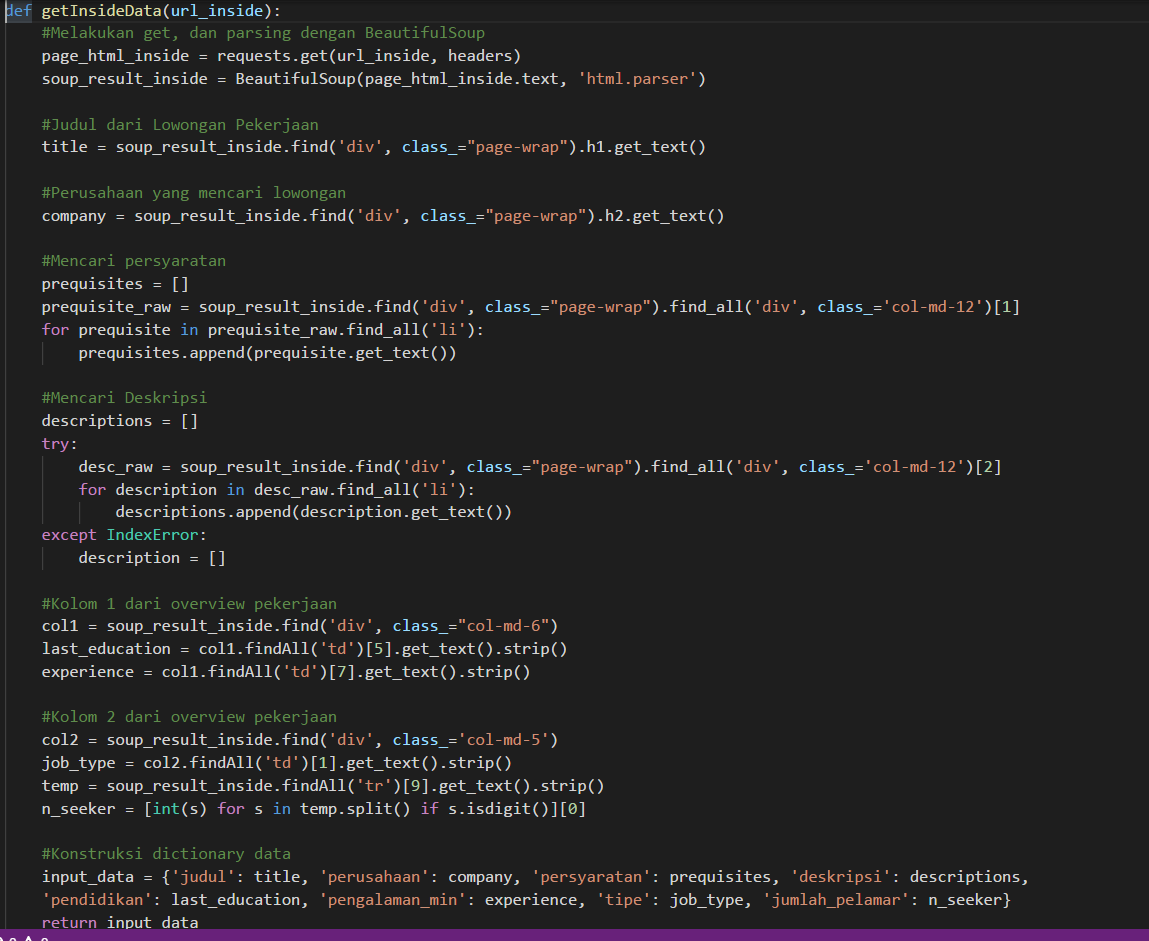 def getInsideData(url_inside):
    #Melakukan get, dan parsing dengan BeautifulSoup
    page_html_inside = requests.get(url_inside, headers)
    soup_result_inside = BeautifulSoup(page_html_inside.text, 'html.parser')

    #Judul dari Lowongan Pekerjaan
    title = soup_result_inside.find('div', class_="page-wrap").h1.get_text()

    #Perusahaan yang mencari lowongan
    company = soup_result_inside.find('div', class_="page-wrap").h2.get_text()

    #Mencari persyaratan
    prequisites = []
    prequisite_raw = soup_result_inside.find('div', class_="page-wrap").find_all('div', class_='col-md-12')[1]
    for prequisite in prequisite_raw.find_all('li'):
        prequisites.append(prequisite.get_text())

    #Mencari Deskripsi
    descriptions = []
    try:
        desc_raw = soup_result_inside.find('div', class_="page-wrap").find_all('div', class_='col-md-12')[2]
        for description in desc_raw.find_all('li'):
            descriptions.append(description.get_text())
    except IndexError:
        description = []

    #Kolom 1 dari overview pekerjaan
    col1 = soup_result_inside.find('div', class_="col-md-6")
    last_education = col1.findAll('td')[5].get_text().strip()
    experience = col1.findAll('td')[7].get_text().strip()

    #Kolom 2 dari overview pekerjaan
    col2 = soup_result_inside.find('div', class_='col-md-5')
    job_type = col2.findAll('td')[1].get_text().strip()
    temp = soup_result_inside.findAll('tr')[9].get_text().strip()
    n_seeker = [int(s) for s in temp.split() if s.isdigit()][0]

    #Konstruksi dictionary data
    input_data = {'judul': title, 'perusahaan': company, 'persyaratan': prequisites, 'deskripsi': descriptions,
    'pendidikan': last_education, 'pengalaman_min': experience, 'tipe': job_type, 'jumlah_pelamar': n_seeker}
    return input_data